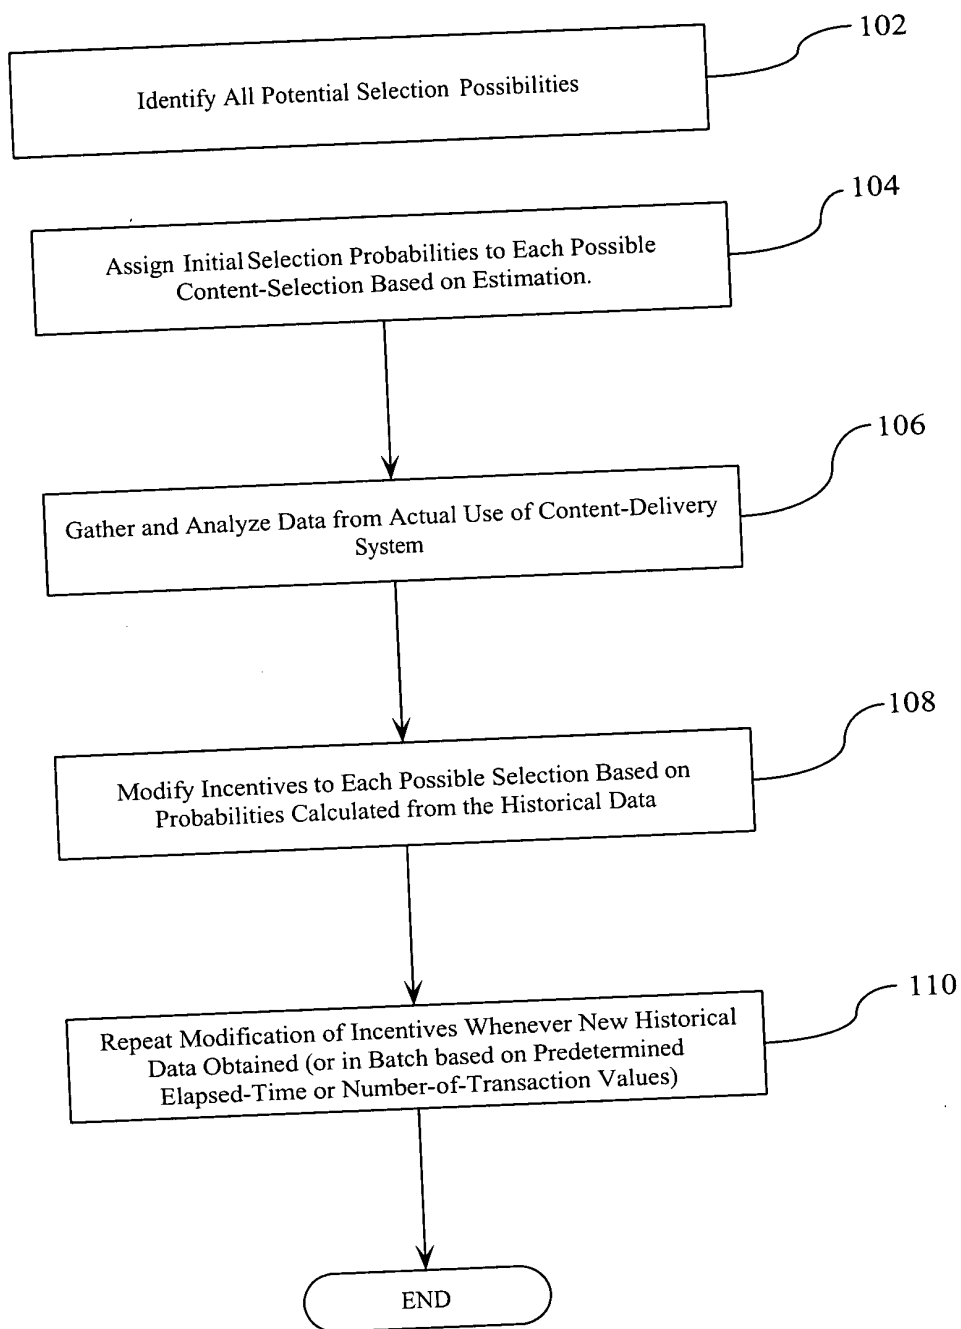 102
Identify All Potential Selection Possibilities
104
Assign Initial Selection Probabilities to Each Possible
Content-Selection Based on Estimation.
106
Gather and Analyze Data from Actual Use of Content-Delivery
System
108
Modify Incentives to Each Possible Selection Based on
Probabilities Calculated from the Historical Data
110
Repeat Modification of Incentives Whenever New Historical
Data Obtained (or in Batch based on Predetermined
Elapsed-Time or Number-of-Transaction Values)
END